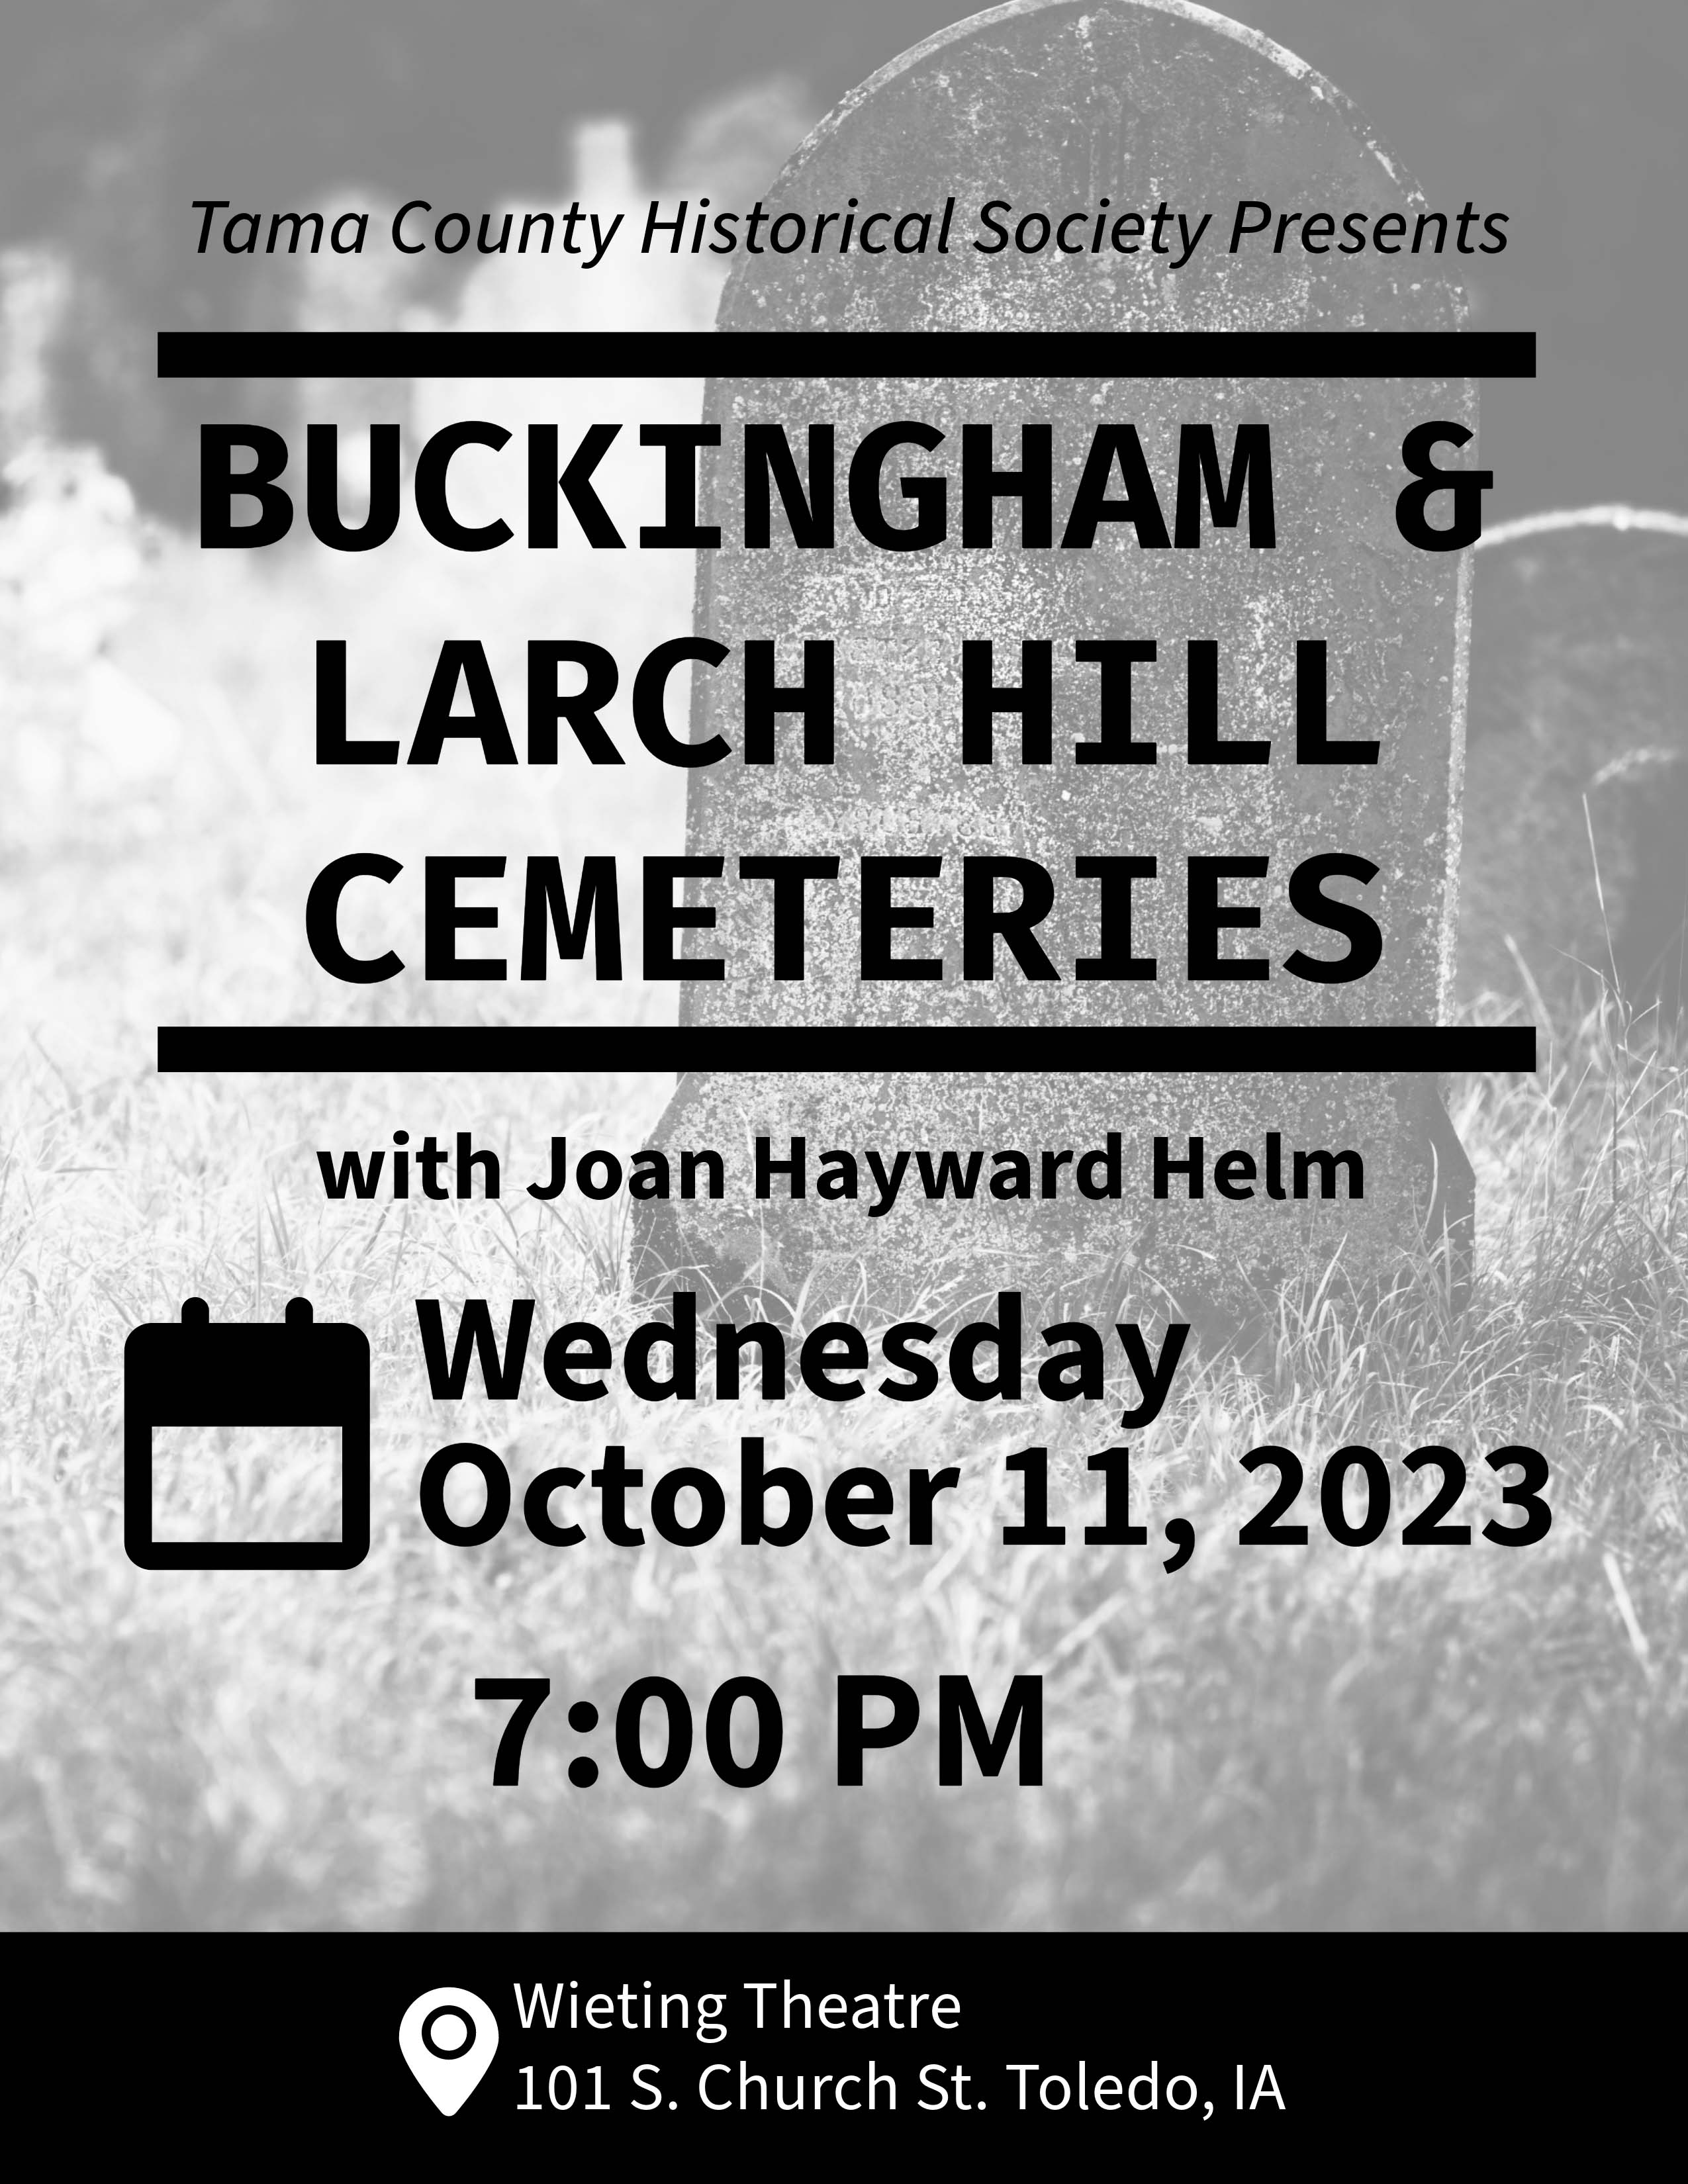 Tama County Historical Society Presents
BUCKINGHAM &
LARCH HILL
CEMETERIES
with Joan Hayward Helm
Wednesday
October 11, 2023
7:00 PM
Wieting Theatre
101 S. Church St. Toledo, IA